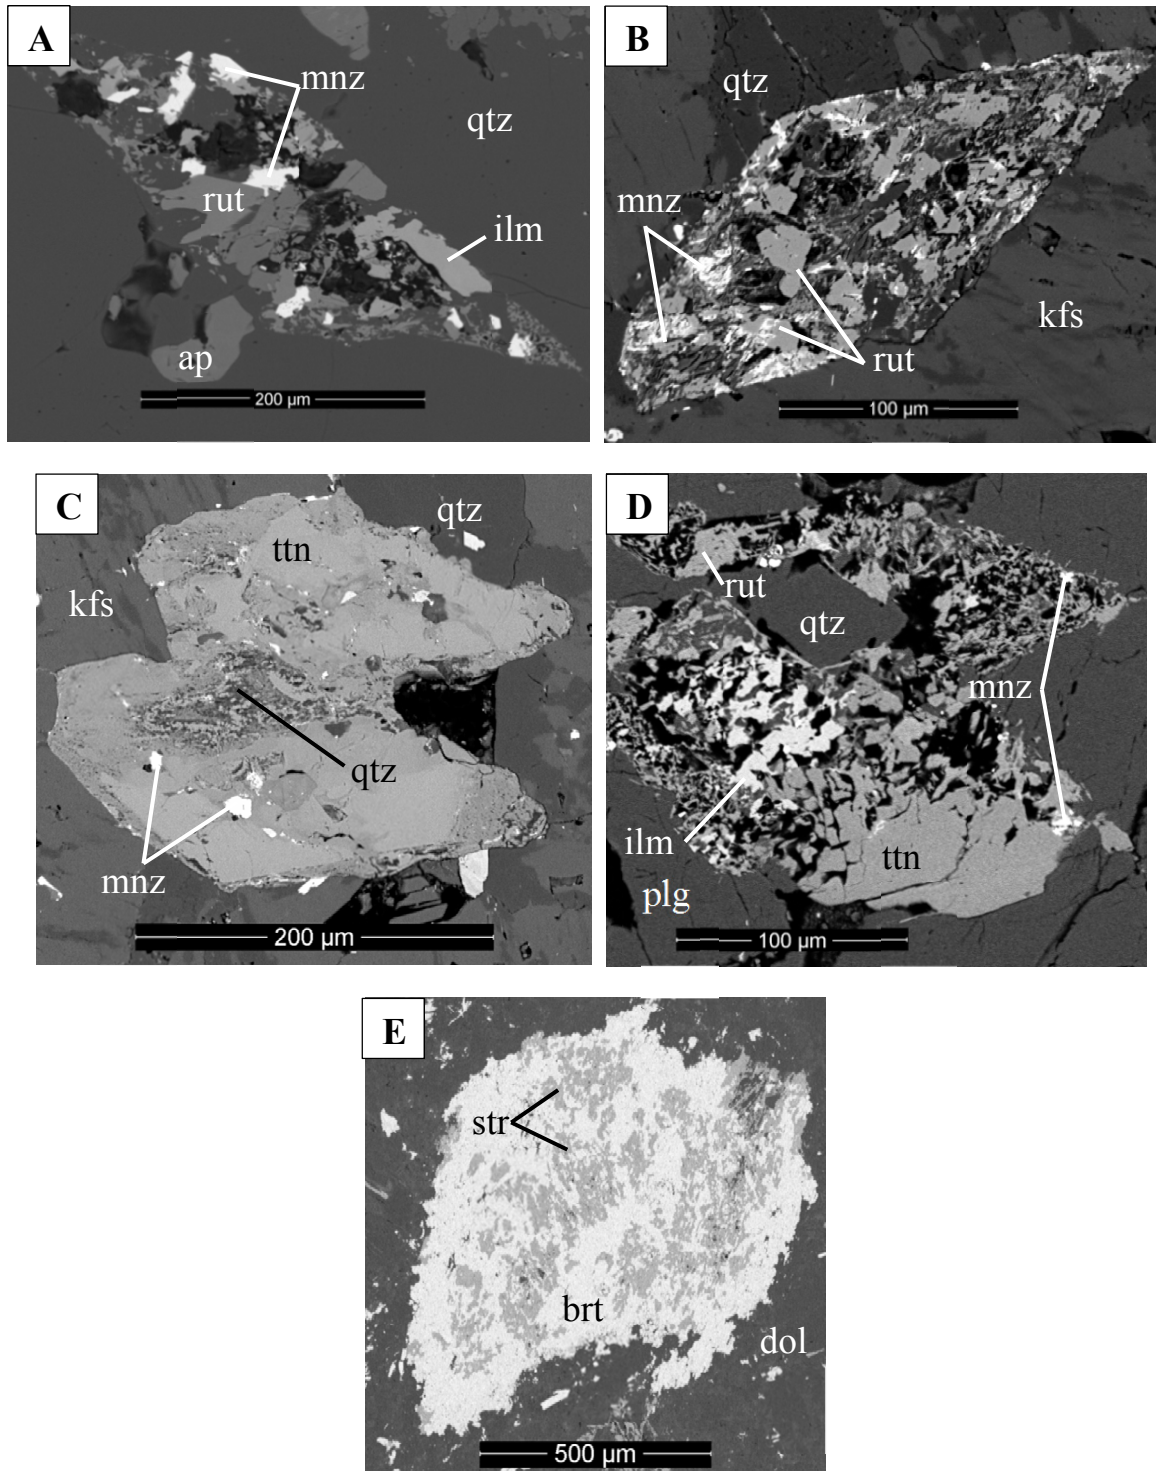 A
mnz
qtz
rut
ilm
ap
200 µm
B
qtz
mnz
kfs
rut
100 µm
C
qtz
ttn
kfs
qtz
mnz
200 µm
D
rut
qtz
mnz
ilm
ttn
plg
100 µm
E
str
brt
dol
500 µm